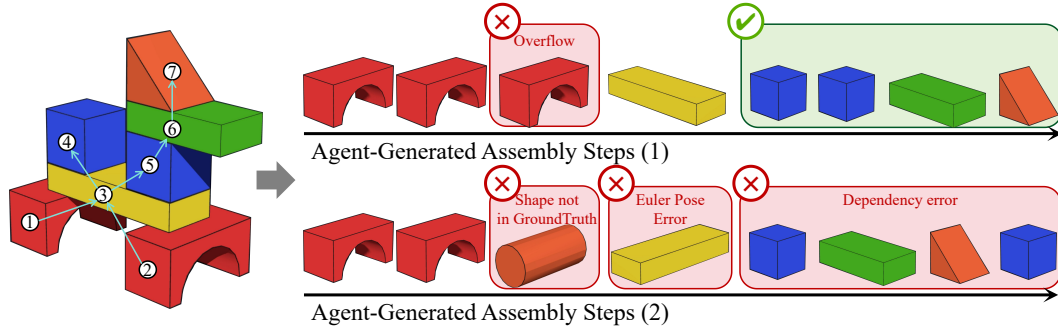 7
6
4
5
3
1
2
Overflow
Agent-Generated Assembly Steps (1)
Shape not
in GroundTruth
Euler Pose
Error
Dependency error
Agent-Generated Assembly Steps (2)